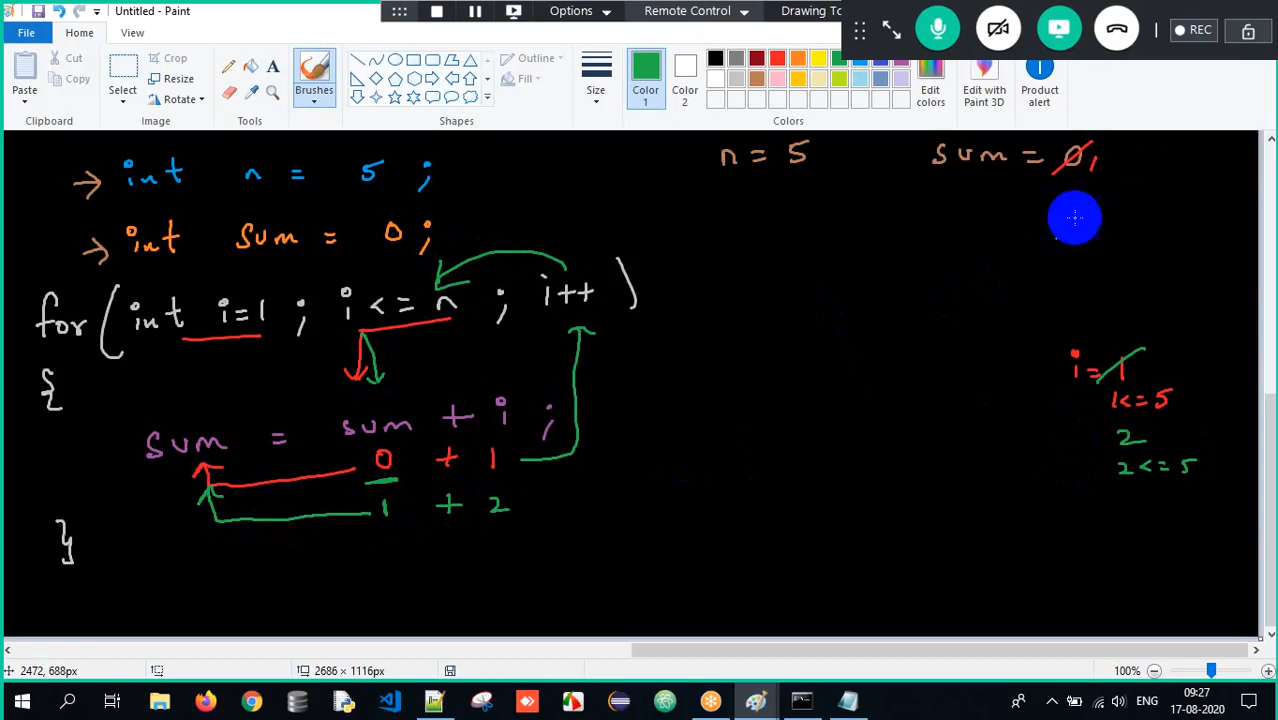 Untitled - Paint
Options
Remote Control
Drawing To
REC
File Home View
Cut
Copy
Paste
Clipboard
Crop
Resize
Rotate
Select
Image
Tools
Brushes
Outline
Fill
Shapes
Size
Color 1
Color 2
Colors
Edit colors
Edit with Paint 3D
Product alert
int n = 5 ;
n = 5
sum = 0 1
int sum = 0 ;
for ( int i=1 ; i <= n ; i++ )
{
i = 1
1<= 5
2
2 <= 5
sum = sum + i ;
0 + 1
1 + 2
}
2472, 688px
2686 × 1116px
100%
ENG
09:27
17-08-2020